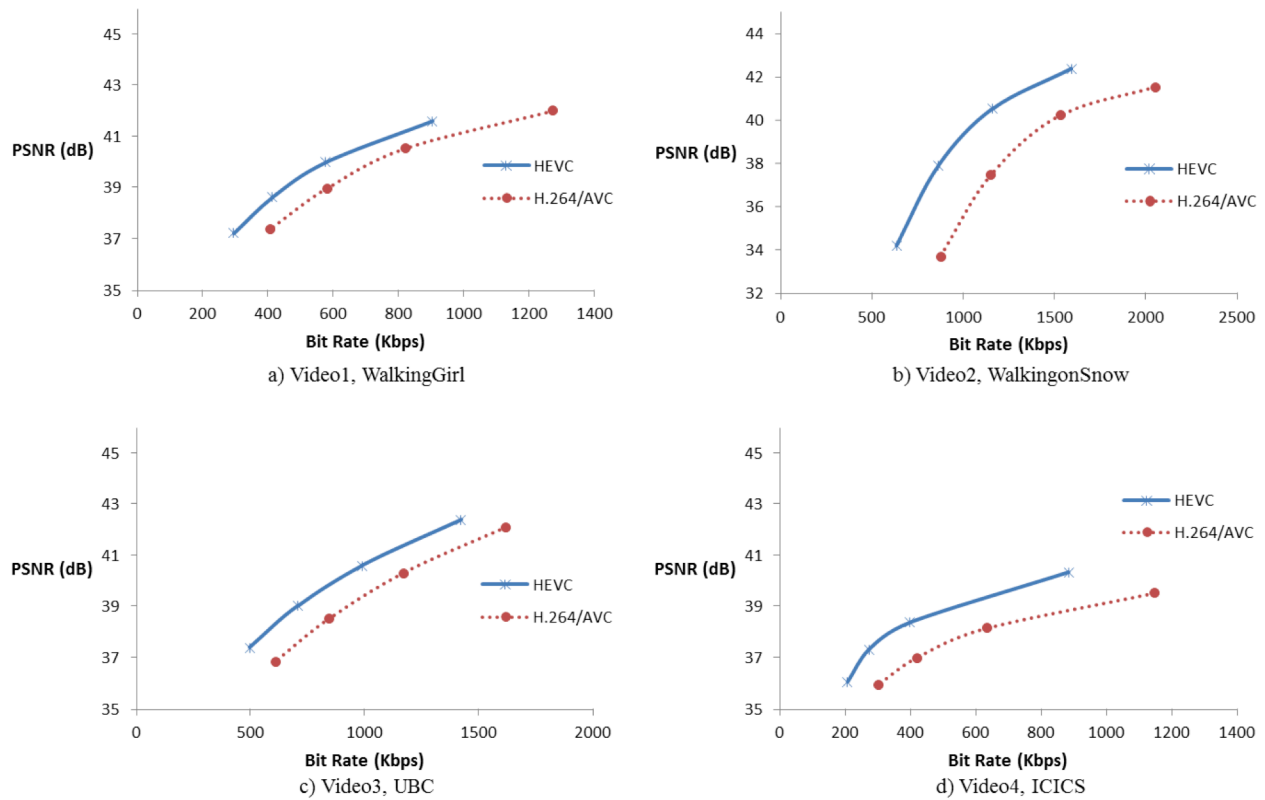 45
43
41
39
37
35
PSNR (dB)
HEVC
H.264/AVC
0
200
400
600
800
1000
1200
1400
Bit Rate (Kbps)
a) Video1, WalkingGirl
44
42
40
38
36
34
32
PSNR (dB)
HEVC
H.264/AVC
0
500
1000
1500
2000
2500
Bit Rate (Kbps)
b) Video2, WalkingonSnow
45
43
41
39
37
35
PSNR (dB)
HEVC
H.264/AVC
0
500
1000
1500
2000
Bit Rate (Kbps)
c) Video3, UBC
45
43
41
39
37
35
PSNR (dB)
HEVC
H.264/AVC
0
200
400
600
800
1000
1200
1400
Bit Rate (Kbps)
d) Video4, ICICS